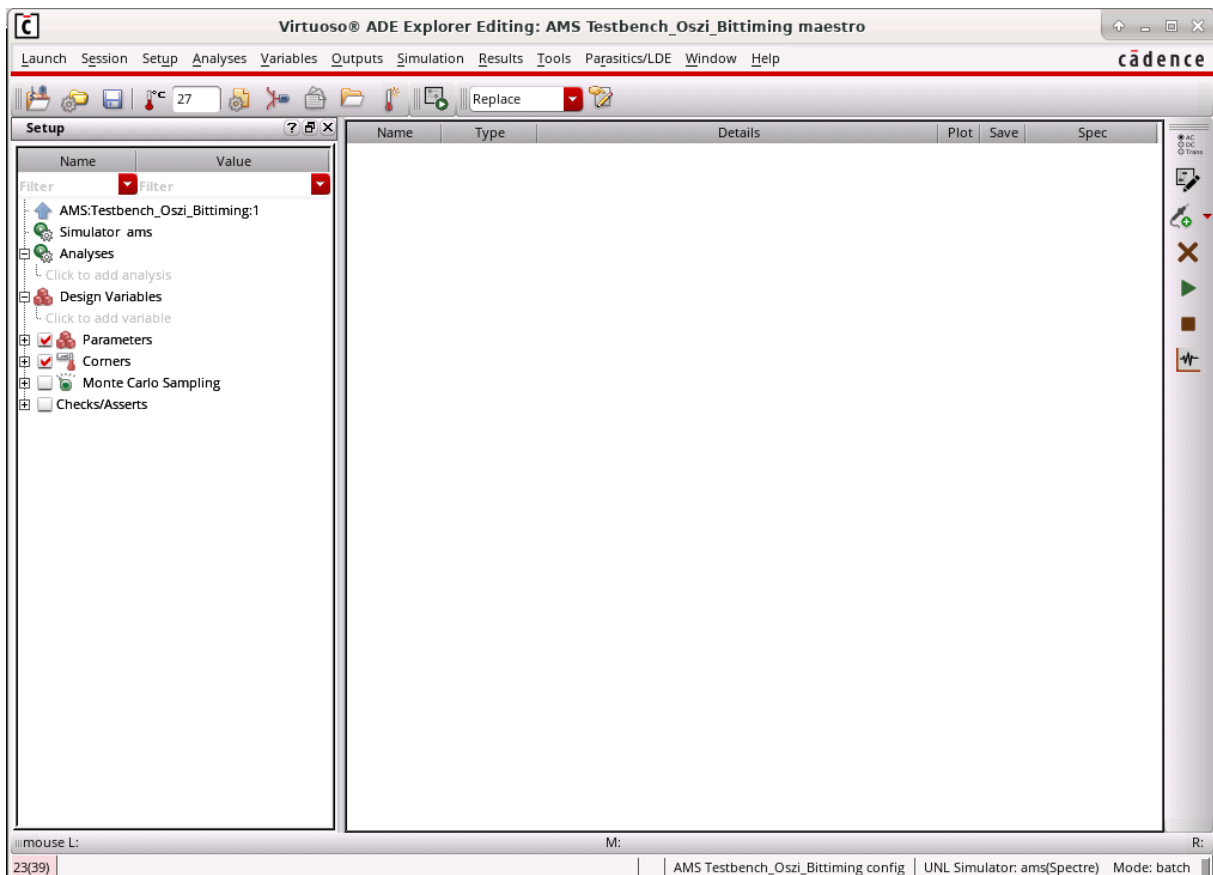 Virtuoso® ADE Explorer Editing: AMS Testbench_Oszi_Bittiming maestro
Launch Session Setup Analyses Variables Outputs Simulation Results Tools Parasitics/LDE Window Help cādence
°C 27 Replace
Setup
Name Type Details Plot Save Spec
AC
DC
Trans
Name Value
Filter Filter
AMS:Testbench_Oszi_Bittiming:1
Simulator ams
Analyses
Click to add analysis
Design Variables
Click to add variable
Parameters
Corners
Monte Carlo Sampling
Checks/Asserts
mouse L: M: R:
23(39) AMS Testbench_Oszi_Bittiming config UNL Simulator: ams(Spectre) Mode: batch